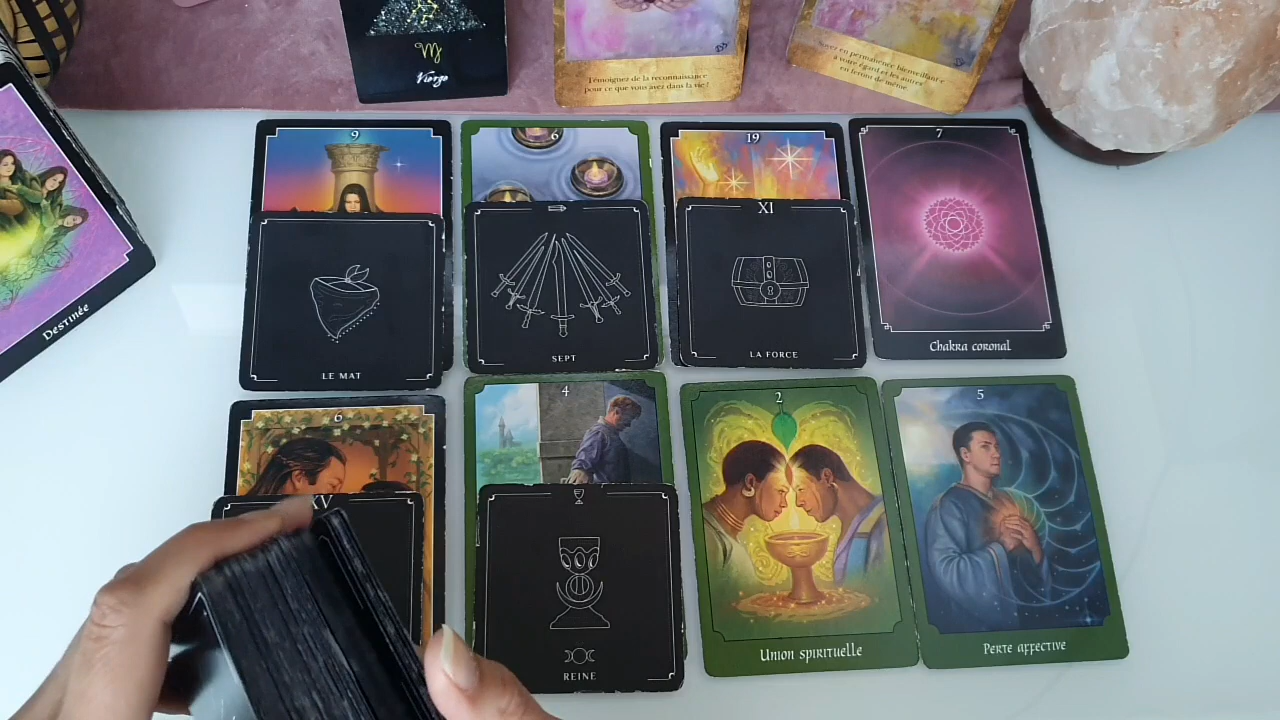 Témoignez de la reconnaissance
pour ce que vous avez dans la vie !
Soyez en permanence bienveillant·e
à votre égard et les autres
en feront de même.
9
6
19
7
XI
LE MAT
SEPT
LA FORCE
Chakra coronal
Destinée
6
4
2
5
XV
REINE
Union spirituelle
Perte affective